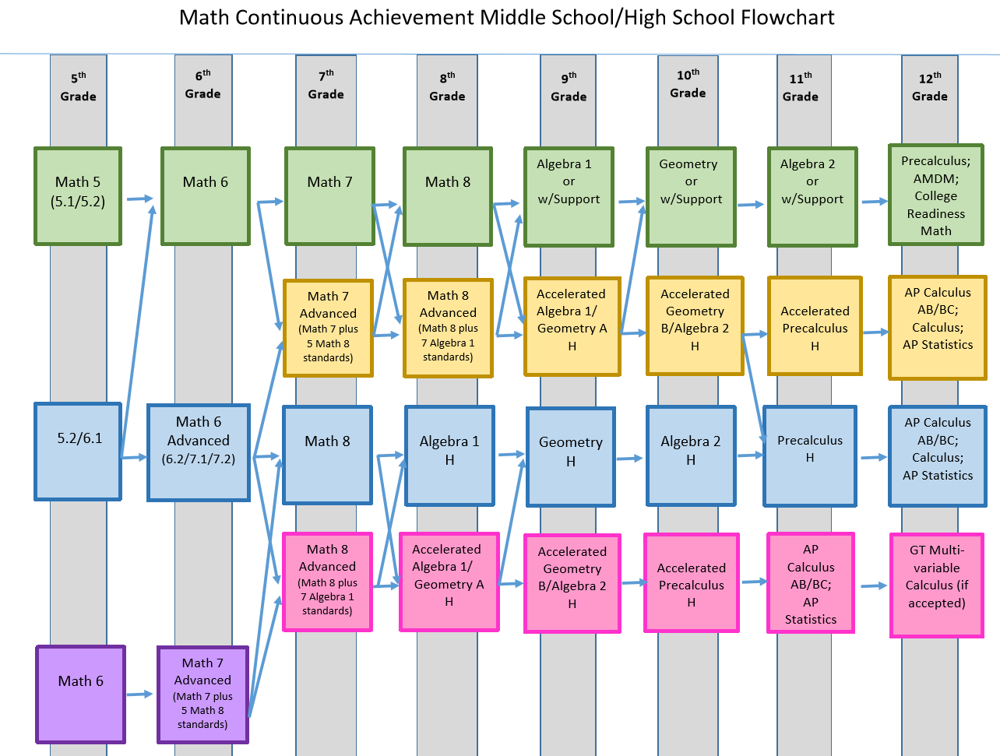 Math Continuous Achievement Middle School/High School Flowchart
5th
Grade
6th
Grade
7th
Grade
8th
Grade
9th
Grade
10th
Grade
11th
Grade
12th
Grade
Math 5
(5.1/5.2)
Math 6
Math 7
Math 8
Algebra 1
or
w/Support
Geometry
or
w/Support
Algebra 2
or
w/Support
Precalculus;
AMDM;
College
Readiness
Math
Math 7
Advanced
(Math 7 plus
5 Math 8
standards)
Math 8
Advanced
(Math 8 plus
7 Algebra 1
standards)
Accelerated
Algebra 1/
Geometry A
H
Accelerated
Geometry
B/Algebra 2
H
Accelerated
Precalculus
H
AP Calculus
AB/BC;
Calculus;
AP Statistics
5.2/6.1
Math 6
Advanced
(6.2/7.1/7.2)
Math 8
Algebra 1
H
Geometry
H
Algebra 2
H
Precalculus
H
AP Calculus
AB/BC;
Calculus;
AP Statistics
Math 8
Advanced
(Math 8 plus
7 Algebra 1
standards)
Accelerated
Algebra 1/
Geometry A
H
Accelerated
Geometry
B/Algebra 2
H
Accelerated
Precalculus
H
AP
Calculus
AB/BC;
AP
Statistics
GT Multi-
variable
Calculus (if
accepted)
Math 6
Math 7
Advanced
(Math 7 plus
5 Math 8
standards)